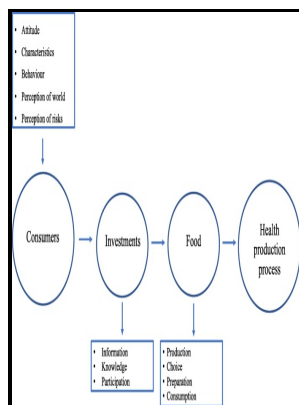 • Attitude
• Characteristics
• Behaviour
• Perception of world
• Perception of risks
Consumers
Investments
Food
Health
production
process
• Information
• Knowledge
• Participation
• Production
• Choice
• Preparation
• Consumption